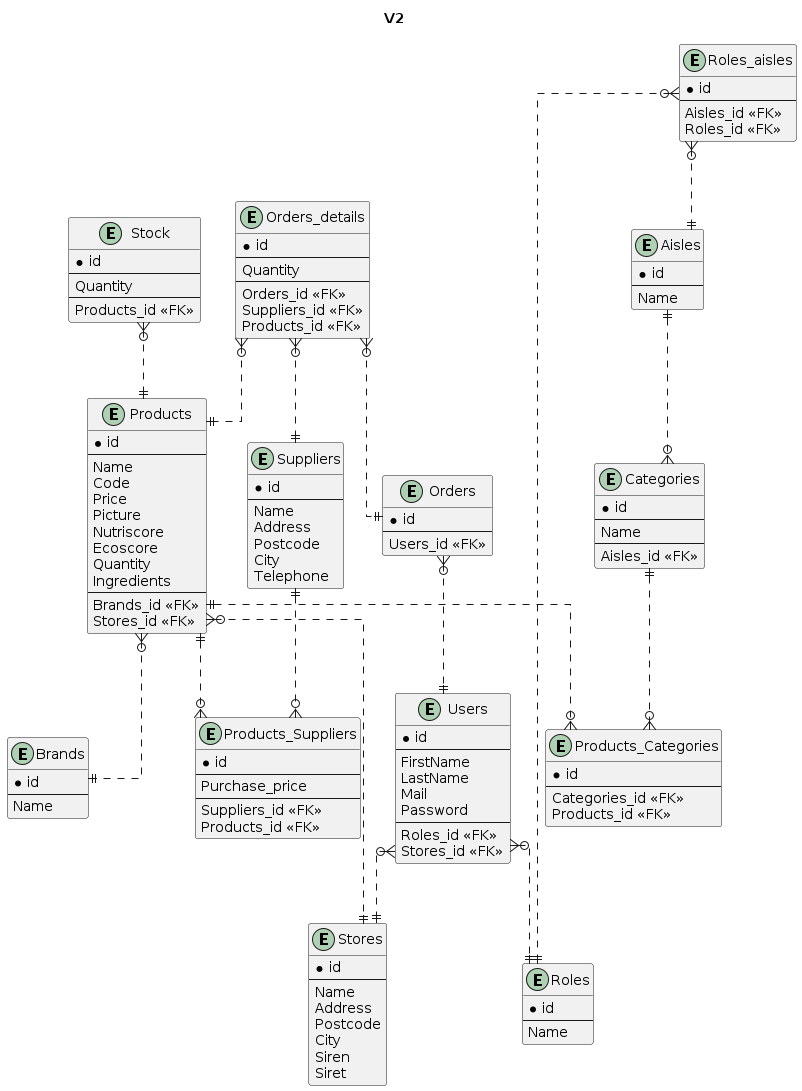 V2
E Roles_aisles
id
Aisles_id «FK»
Roles_id «FK»
E Stock
id
Quantity
Products_id «FK»
E Orders_details
id
Quantity
Orders_id «FK»
Suppliers_id «FK»
Products_id «FK»
E Aisles
id
Name
E Products
id
Name
Code
Price
Picture
Nutriscore
Ecoscore
Quantity
Ingredients
Brands_id «FK»
Stores_id «FK»
E Suppliers
id
Name
Address
Postcode
City
Telephone
E Orders
id
Users_id «FK»
E Categories
id
Name
Aisles_id «FK»
E Brands
id
Name
E Products_Suppliers
id
Purchase_price
Suppliers_id «FK»
Products_id «FK»
E Users
id
FirstName
LastName
Mail
Password
Roles_id «FK»
Stores_id «FK»
E Products_Categories
id
Categories_id «FK»
Products_id «FK»
E Stores
id
Name
Address
Postcode
City
Siren
Siret
E Roles
id
Name